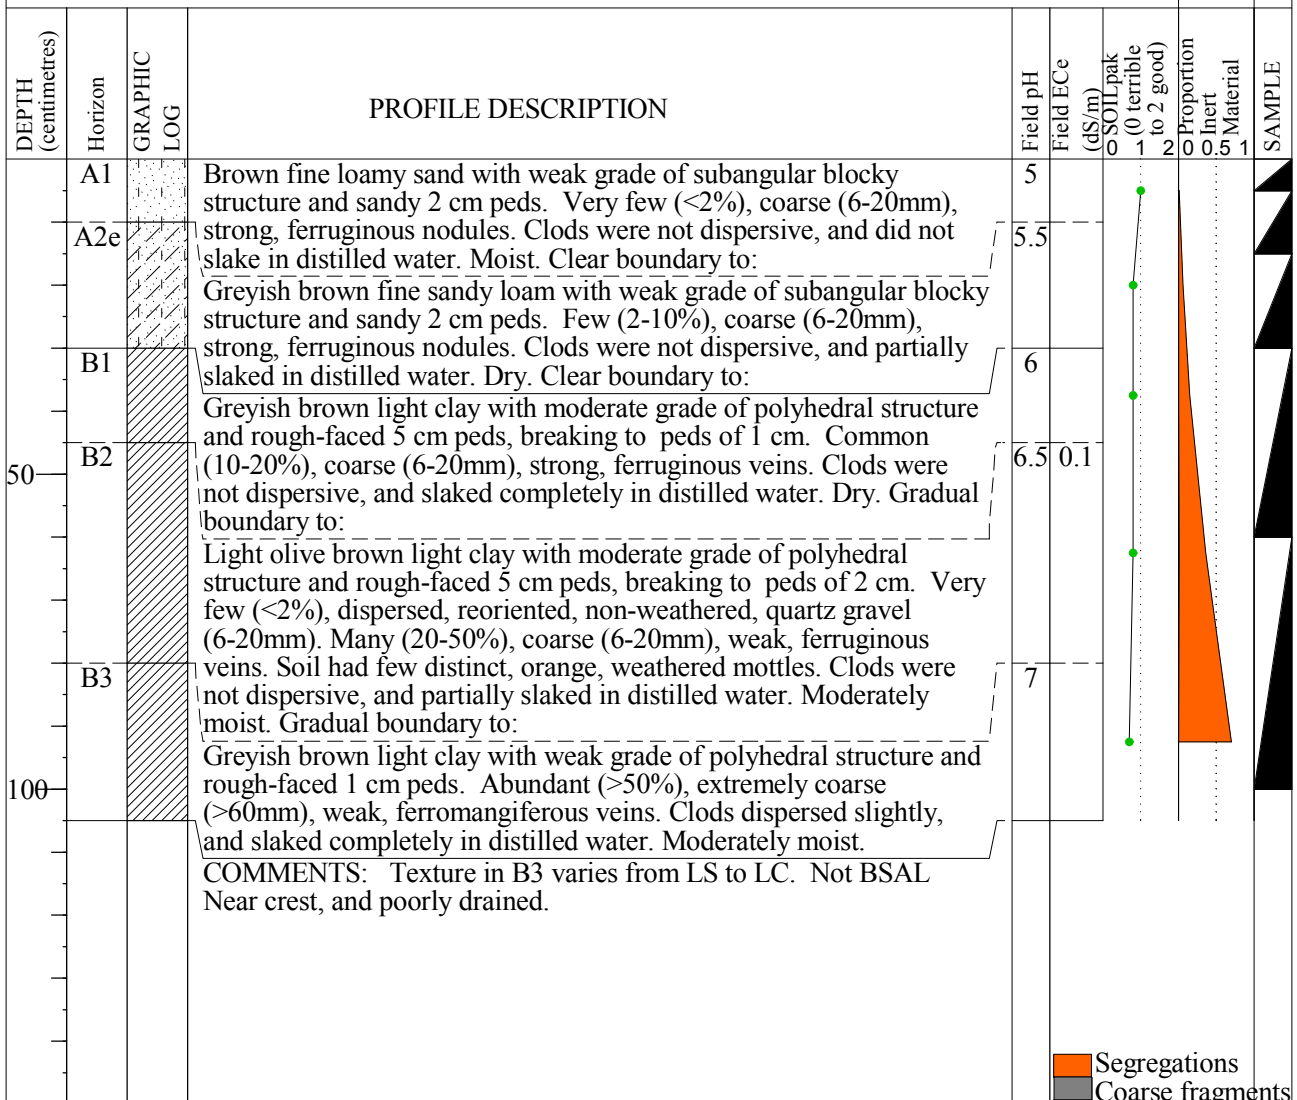 DEPTH
(centimetres)
Horizon
GRAPHIC
LOG
PROFILE DESCRIPTION
Field pH
Field ECe
(dS/m)
SOILpak
(0 terrible
to 2 good)
0 1 2
Proportion
Inert
Material
0 0.5 1
SAMPLE
A1
Brown fine loamy sand with weak grade of subangular blocky
structure and sandy 2 cm peds. Very few (<2%), coarse (6-20mm),
strong, ferruginous nodules. Clods were not dispersive, and did not
slake in distilled water. Moist. Clear boundary to:
5
A2e
Greyish brown fine sandy loam with weak grade of subangular blocky
structure and sandy 2 cm peds. Few (2-10%), coarse (6-20mm),
strong, ferruginous nodules. Clods were not dispersive, and partially
slaked in distilled water. Dry. Clear boundary to:
5.5
B1
Greyish brown light clay with moderate grade of polyhedral structure
and rough-faced 5 cm peds, breaking to peds of 1 cm. Common
(10-20%), coarse (6-20mm), strong, ferruginous veins. Clods were
not dispersive, and slaked completely in distilled water. Dry. Gradual
boundary to:
6
B2
50
Light olive brown light clay with moderate grade of polyhedral
structure and rough-faced 5 cm peds, breaking to peds of 2 cm. Very
few (<2%), dispersed, reoriented, non-weathered, quartz gravel
(6-20mm). Many (20-50%), coarse (6-20mm), weak, ferruginous
veins. Soil had few distinct, orange, weathered mottles. Clods were
not dispersive, and partially slaked in distilled water. Moderately
moist. Gradual boundary to:
6.5 0.1
B3
100
Greyish brown light clay with weak grade of polyhedral structure and
rough-faced 1 cm peds. Abundant (>50%), extremely coarse
(>60mm), weak, ferromangiferous veins. Clods dispersed slightly,
and slaked completely in distilled water. Moderately moist.
7
COMMENTS: Texture in B3 varies from LS to LC. Not BSAL
Near crest, and poorly drained.
Segregations
Coarse fragments